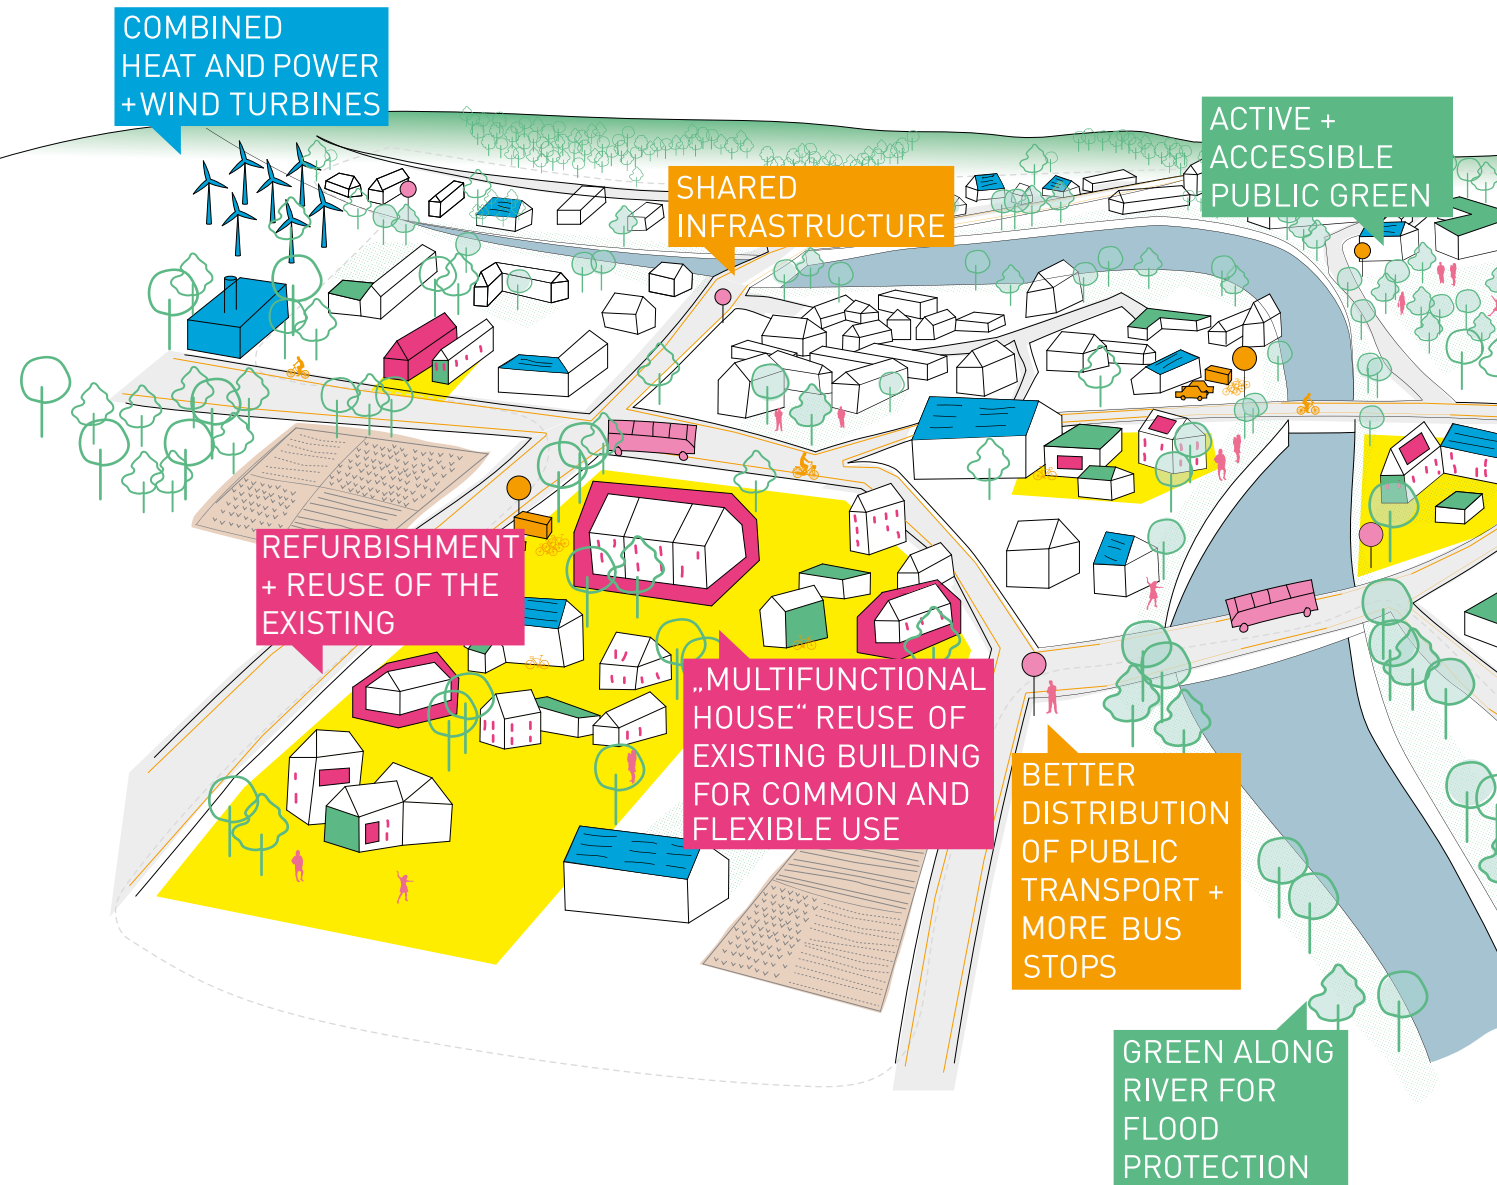 COMBINED
HEAT AND POWER
+WIND TURBINES
ACTIVE +
ACCESSIBLE
PUBLIC GREEN
SHARED
INFRASTRUCTURE
REFURBISHMENT
+ REUSE OF THE
EXISTING
„MULTIFUNCTIONAL
HOUSE“ REUSE OF
EXISTING BUILDING
FOR COMMON AND
FLEXIBLE USE
BETTER
DISTRIBUTION
OF PUBLIC
TRANSPORT +
MORE BUS
STOPS
GREEN ALONG
RIVER FOR
FLOOD
PROTECTION